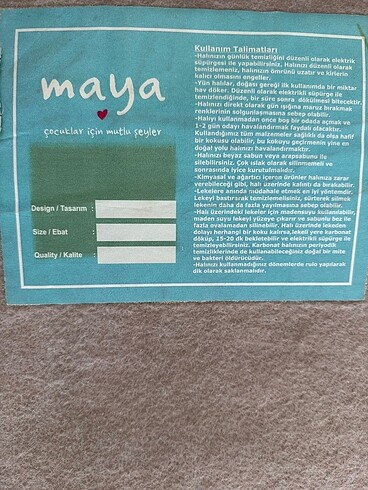 maya
çocuklar için mutlu şeyler
Design / Tasarım :
Size / Ebat :
Quality / Kalite :
Kullanım Talimatları
-Halınızın günlük temizliğini düzenli olarak elektrik
süpürgesi ile yapabilirsiniz. Halınızı düzenli olarak
temizlemeniz, halınızın ömrünü uzatır ve kirlerin
kalıcı olmasını engeller.
-Yün halılar, doğası gereği ilk kullanımda bir miktar
hav döker. Düzenli olarak elektrikli süpürge ile
temizlendiğinde, bir süre sonra dökülmesi bitecektir.
-Halınızı direkt olarak gün ışığına maruz bırakmak
renklerinin solgunlaşmasına sebep olabilir.
-Halıyı kullanmadan önce boş bir odada açmak ve
1-2 gün odayı havalandırmak faydalı olacaktır.
Kullandığımız tüm malzemeler sağlıklı da olsa hafif
bir kokusu olabilir, bu kokuyu geçirmenin yine en
doğal yolu halınızı havalandırmaktır.
-Halınızı beyaz sabun veya arapsabunu ile
silebilirsiniz. Çok ıslak olarak silinmemeli ve
sonrasında iyice kurutulmalıdır.
-Kimyasal ve ağartıcı içeren ürünler halınıza zarar
verebileceği gibi, halı üzerinde kalıntı da bırakabilir.
-Lekelere anında müdahale etmek en iyi yöntemdir.
Lekeyi bastırarak temizlemelisiniz, sürterek silmek
lekenin daha da fazla yayılmasına sebep olabilir.
-Halı üzerindeki lekeler için madensuyu kullanılabilir,
maden suyu lekeyi yüzeye çıkarır ve sabunlu bez ile
fazla ovalamadan silinebilir. Halı üzerinde lekeden
dolayı herhangi bir koku kalırsa,lekeli yere karbonat
döküp, 15-20 dk bekletebilir ve elektrikli süpürge ile
temizleyebilirsiniz. Karbonat halınızın periyodik
temizliklerinde de kullanabileceğiniz doğal bir mite
ve bakteri öldürücüdür.
-Halınızı kullanmadığınız dönemlerde rulo yapılarak
dik olarak saklanmalıdır.